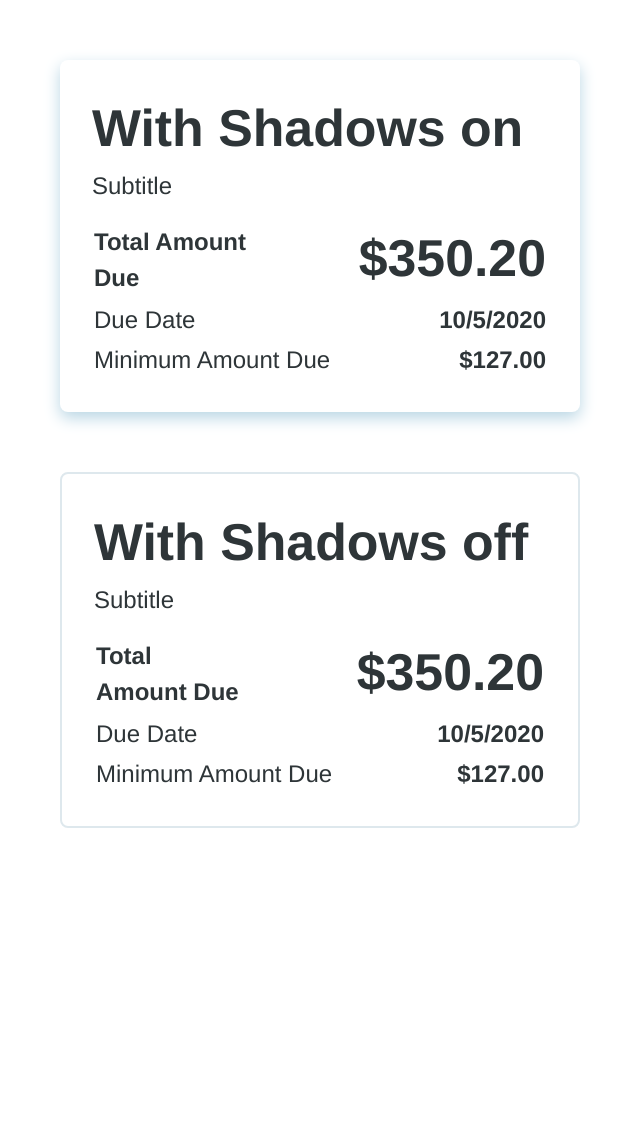 With Shadows on
Subtitle
Total Amount
Due
$350.20
Due Date 10/5/2020
Minimum Amount Due $127.00
With Shadows off
Subtitle
Total
Amount Due
$350.20
Due Date 10/5/2020
Minimum Amount Due $127.00